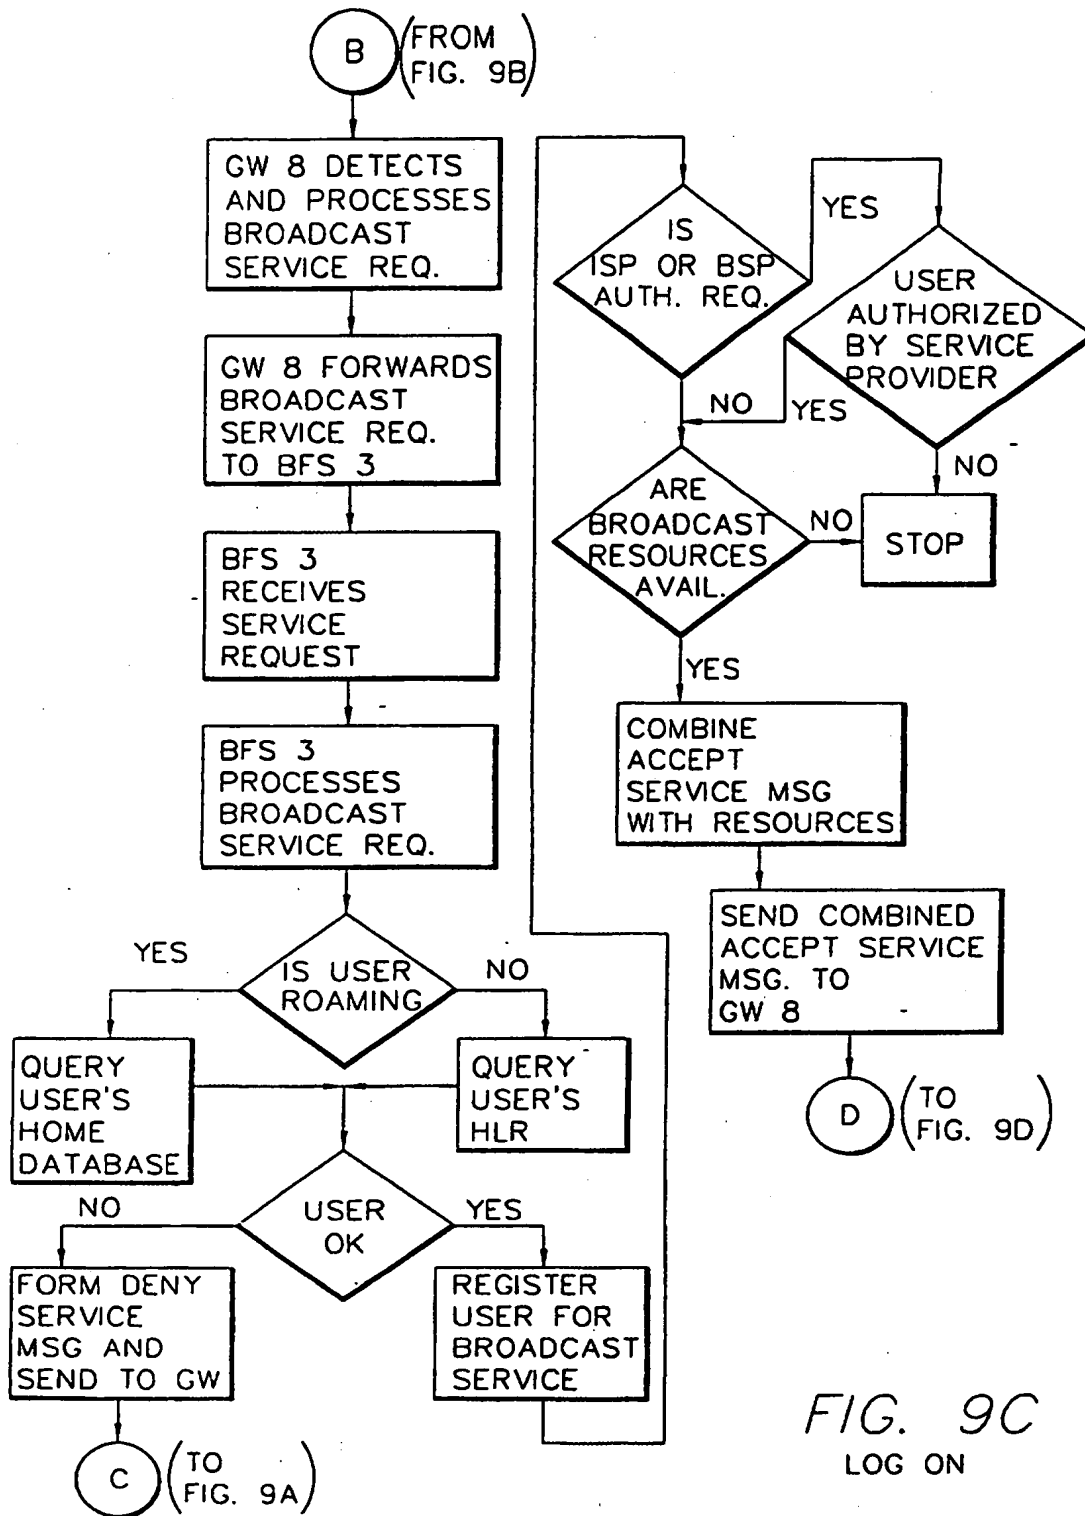 B
(FROM
FIG. 9B)
GW 8 DETECTS
AND PROCESSES
BROADCAST
SERVICE REQ.
GW 8 FORWARDS
BROADCAST
SERVICE REQ.
TO BFS 3
BFS 3
RECEIVES
SERVICE
REQUEST
BFS 3
PROCESSES
BROADCAST
SERVICE REQ.
YES
IS USER
ROAMING
NO
QUERY
USER'S
HOME
DATABASE
QUERY
USER'S
HLR
NO
USER
OK
YES
FORM DENY
SERVICE
MSG AND
SEND TO GW
REGISTER
USER FOR
BROADCAST
SERVICE
C
(TO
FIG. 9A)
IS
ISP OR BSP
AUTH. REQ.
YES
USER
AUTHORIZED
BY SERVICE
PROVIDER
NO
YES
NO
ARE
BROADCAST
RESOURCES
AVAIL.
NO
STOP
YES
COMBINE
ACCEPT
SERVICE MSG
WITH RESOURCES
SEND COMBINED
ACCEPT SERVICE
MSG. TO
GW 8
D
(TO
FIG. 9D)
FIG. 9C
LOG ON